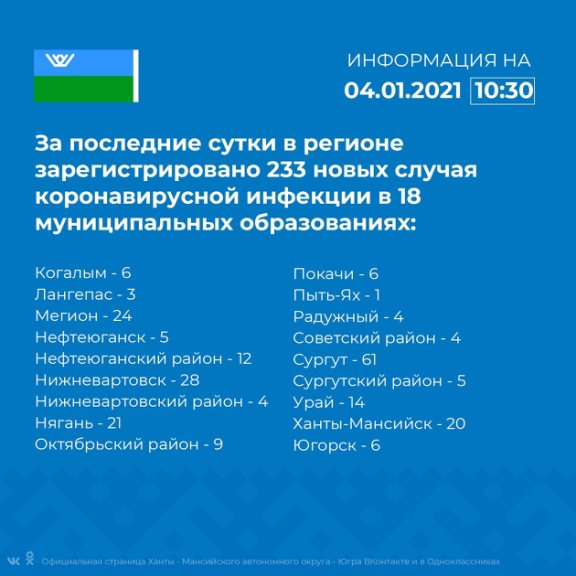 ИНФОРМАЦИЯ НА
04.01.2021 10:30
За последние сутки в регионе
зарегистрировано 233 новых случая
коронавирусной инфекции в 18
муниципальных образованиях:
Когалым - 6
Лангепас - 3
Мегион - 24
Нефтеюганск - 5
Нефтеюганский район - 12
Нижневартовск - 28
Нижневартовский район - 4
Нягань - 21
Октябрьский район - 9
Покачи - 6
Пыть-Ях - 1
Радужный - 4
Советский район - 4
Сургут - 61
Сургутский район - 5
Урай - 14
Ханты-Мансийск - 20
Югорск - 6
Официальная страница Ханты - Мансийского автономного округа - Югра ВКонтакте и в Одноклассниках